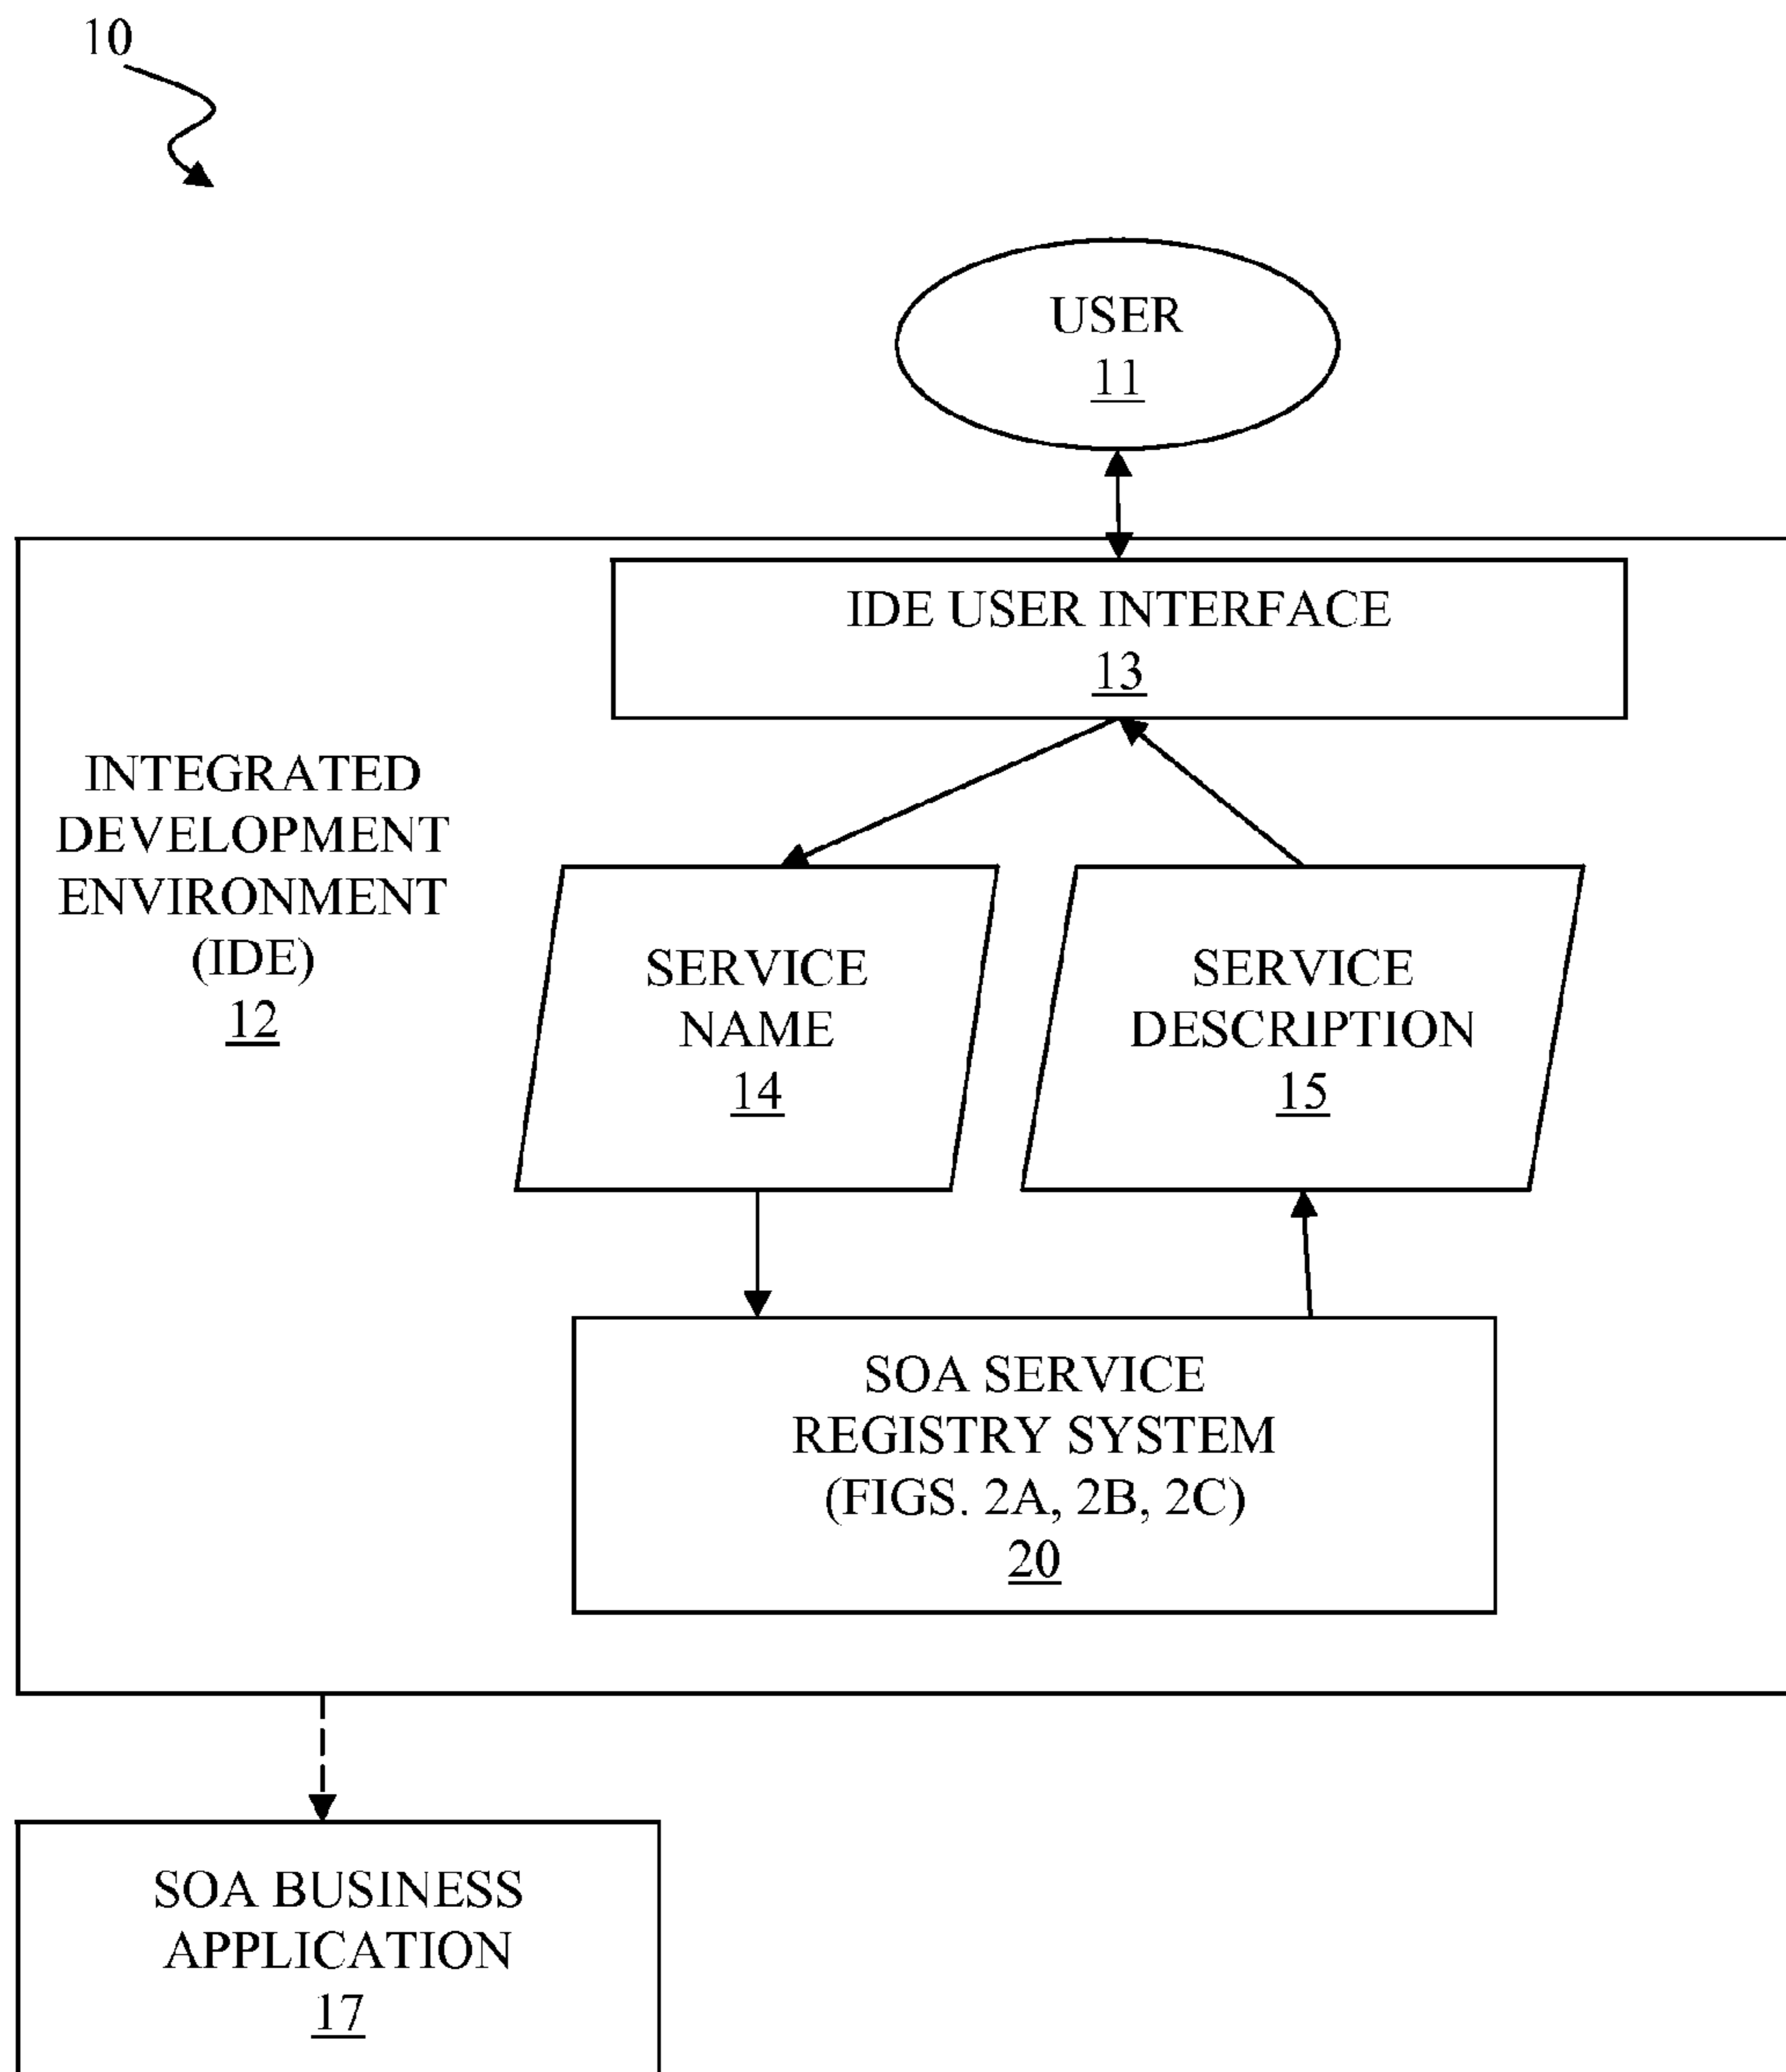 10
USER
11
IDE USER INTERFACE
13
INTEGRATED
DEVELOPMENT
ENVIRONMENT
(IDE)
12
SERVICE
NAME
14
SERVICE
DESCRIPTION
15
SOA SERVICE
REGISTRY SYSTEM
(FIGS. 2A, 2B, 2C)
20
SOA BUSINESS
APPLICATION
17